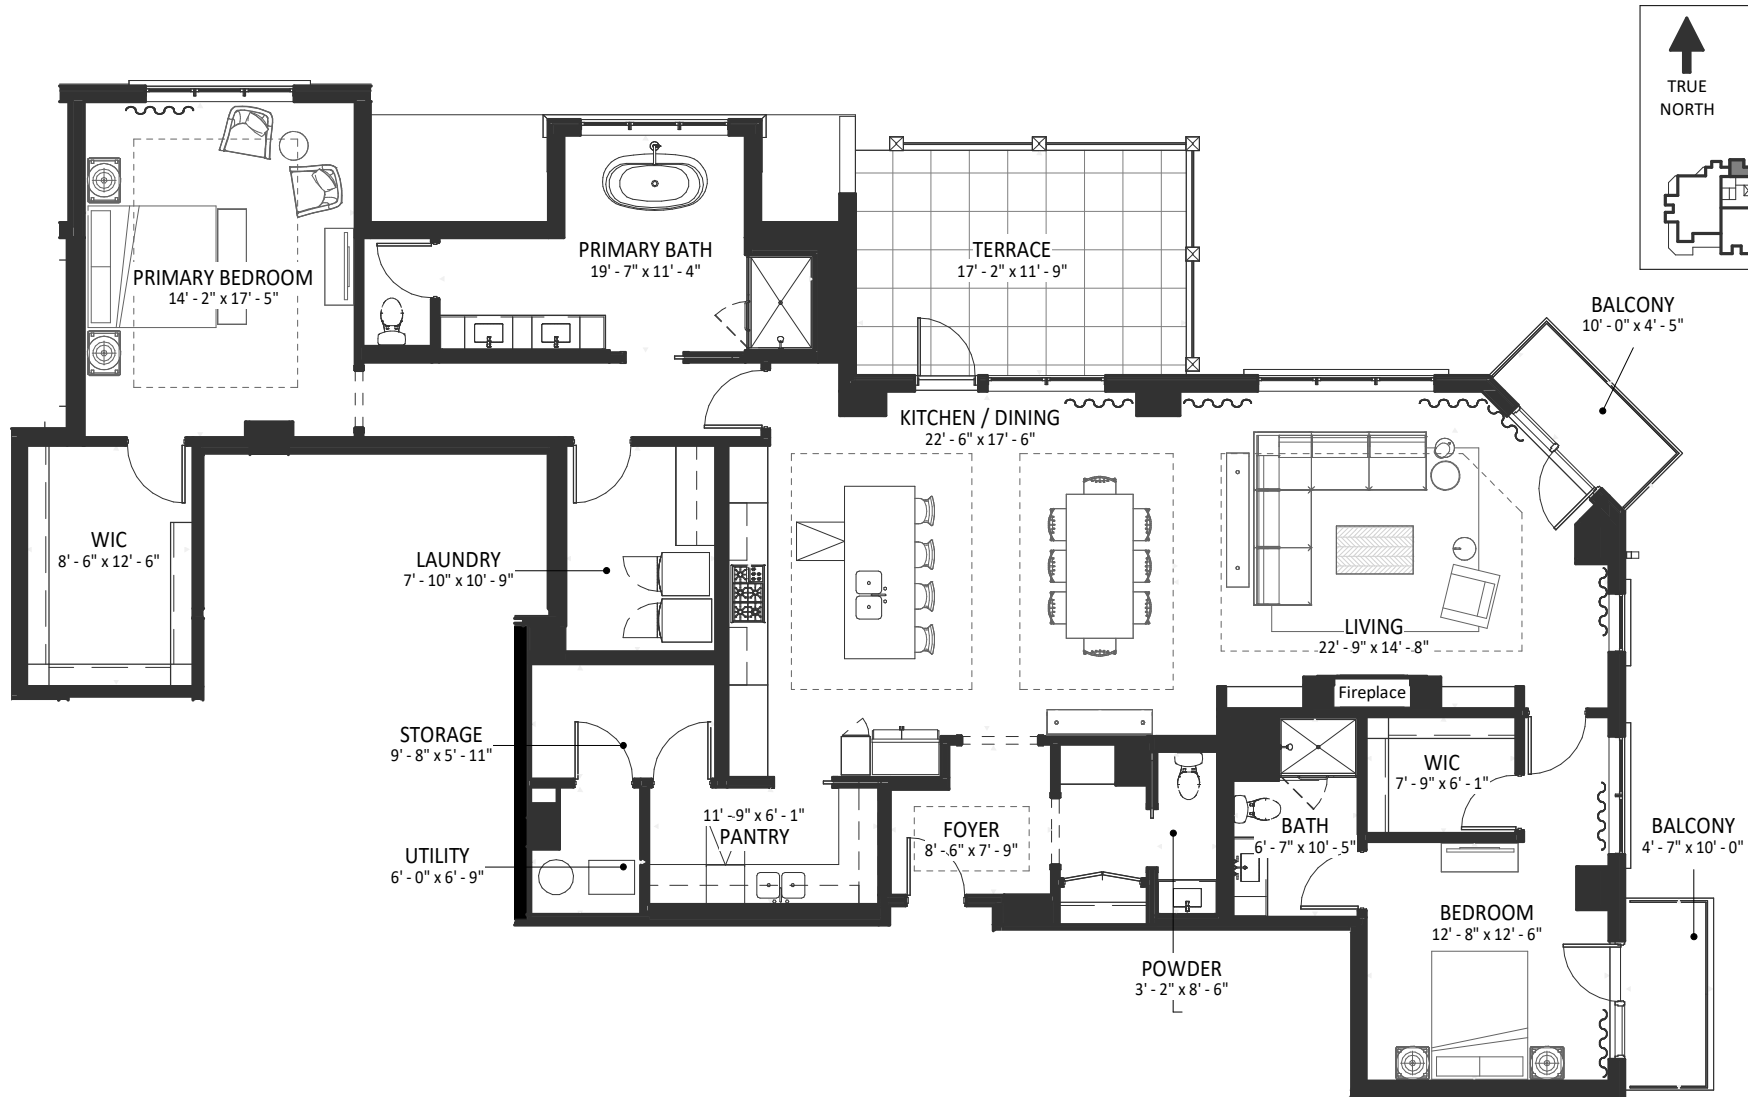 TRUE
NORTH
PRIMARY BEDROOM
14' - 2" x 17' - 5"
PRIMARY BATH
19' - 7" x 11' - 4"
TERRACE
17' - 2" x 11' - 9"
BALCONY
10' - 0" x 4' - 5"
KITCHEN / DINING
22' - 6" x 17' - 6"
WIC
8' - 6" x 12' - 6"
LAUNDRY
7' - 10" x 10' - 9"
LIVING
22' - 9" x 14' - 8"
Fireplace
STORAGE
9' - 8" x 5' - 11"
WIC
7' - 9" x 6' - 1"
11' - 9" x 6' - 1"
PANTRY
FOYER
8' - 6" x 7' - 9"
BATH
6' - 7" x 10' - 5"
BALCONY
4' - 7" x 10' - 0"
UTILITY
6' - 0" x 6' - 9"
BEDROOM
12' - 8" x 12' - 6"
POWDER
3' - 2" x 8' - 6"